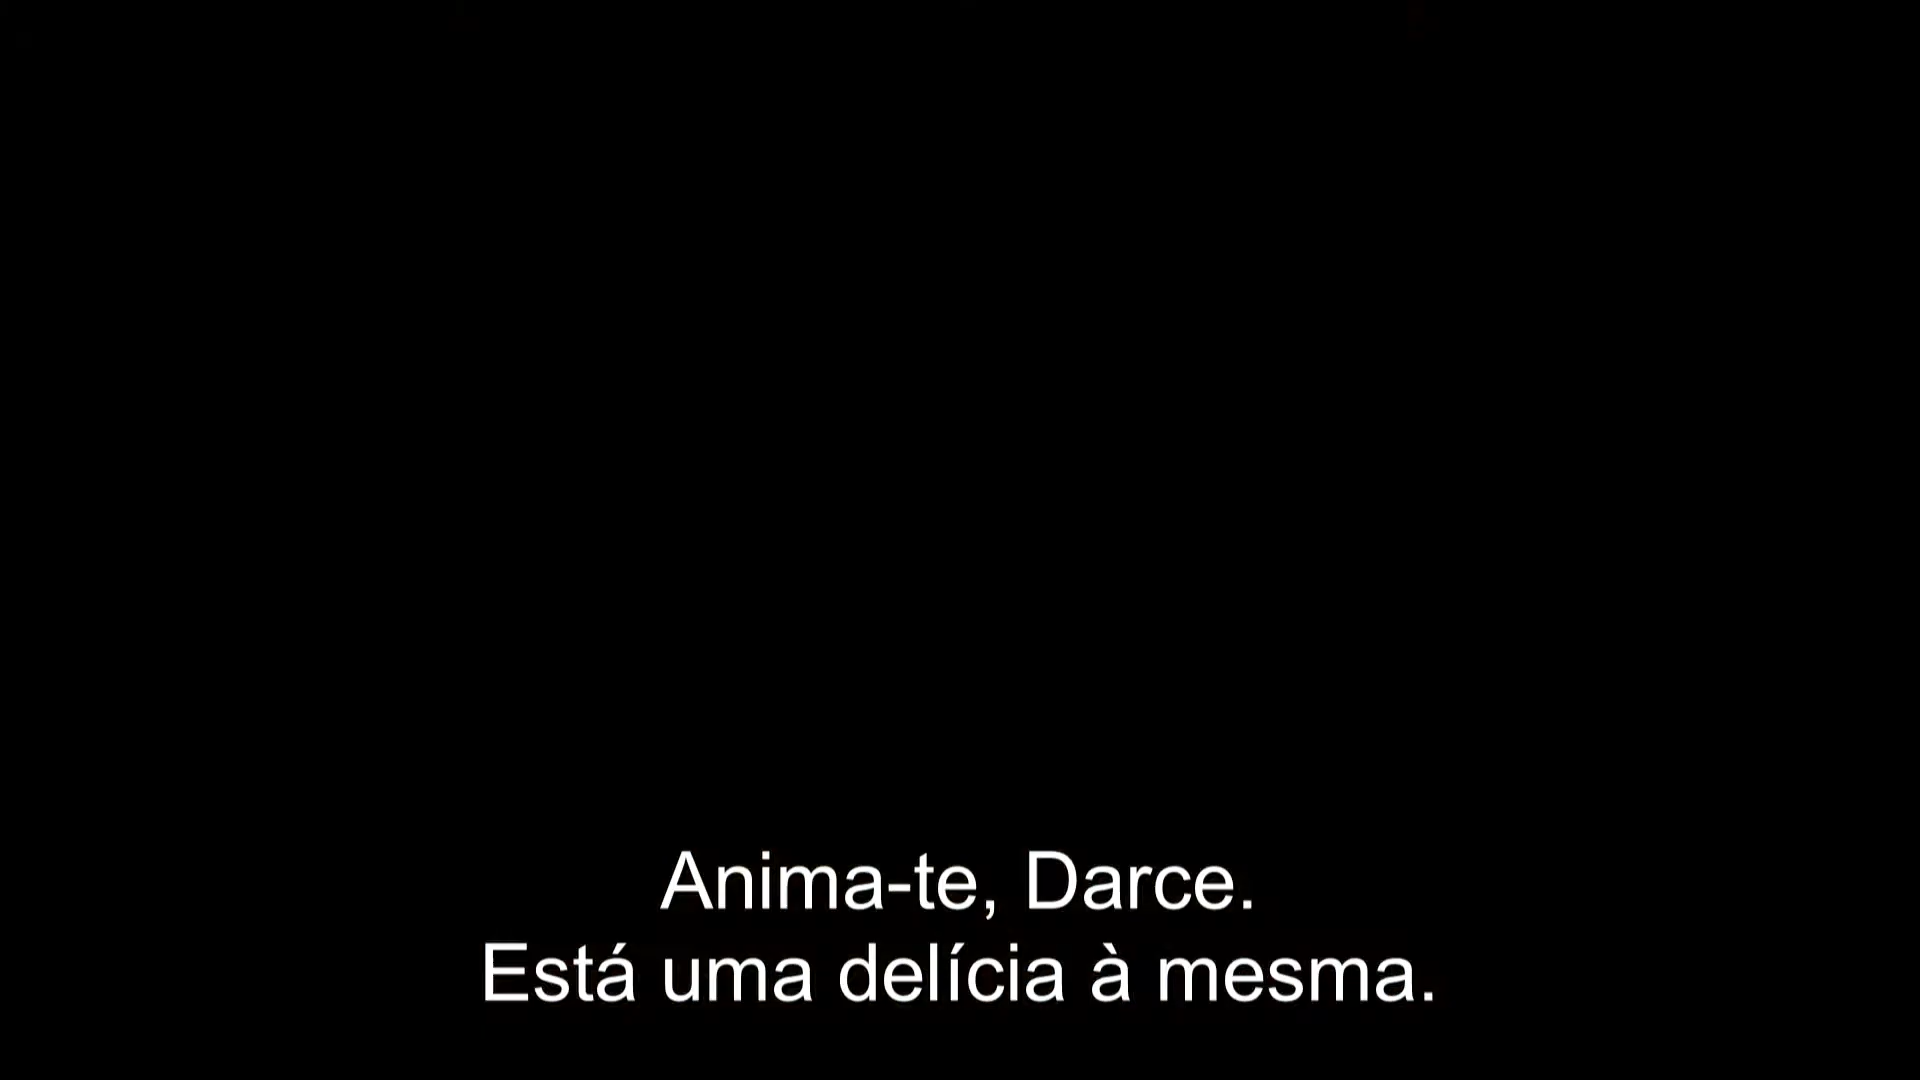 Anima-te, Darce.
Está uma delícia à mesma.